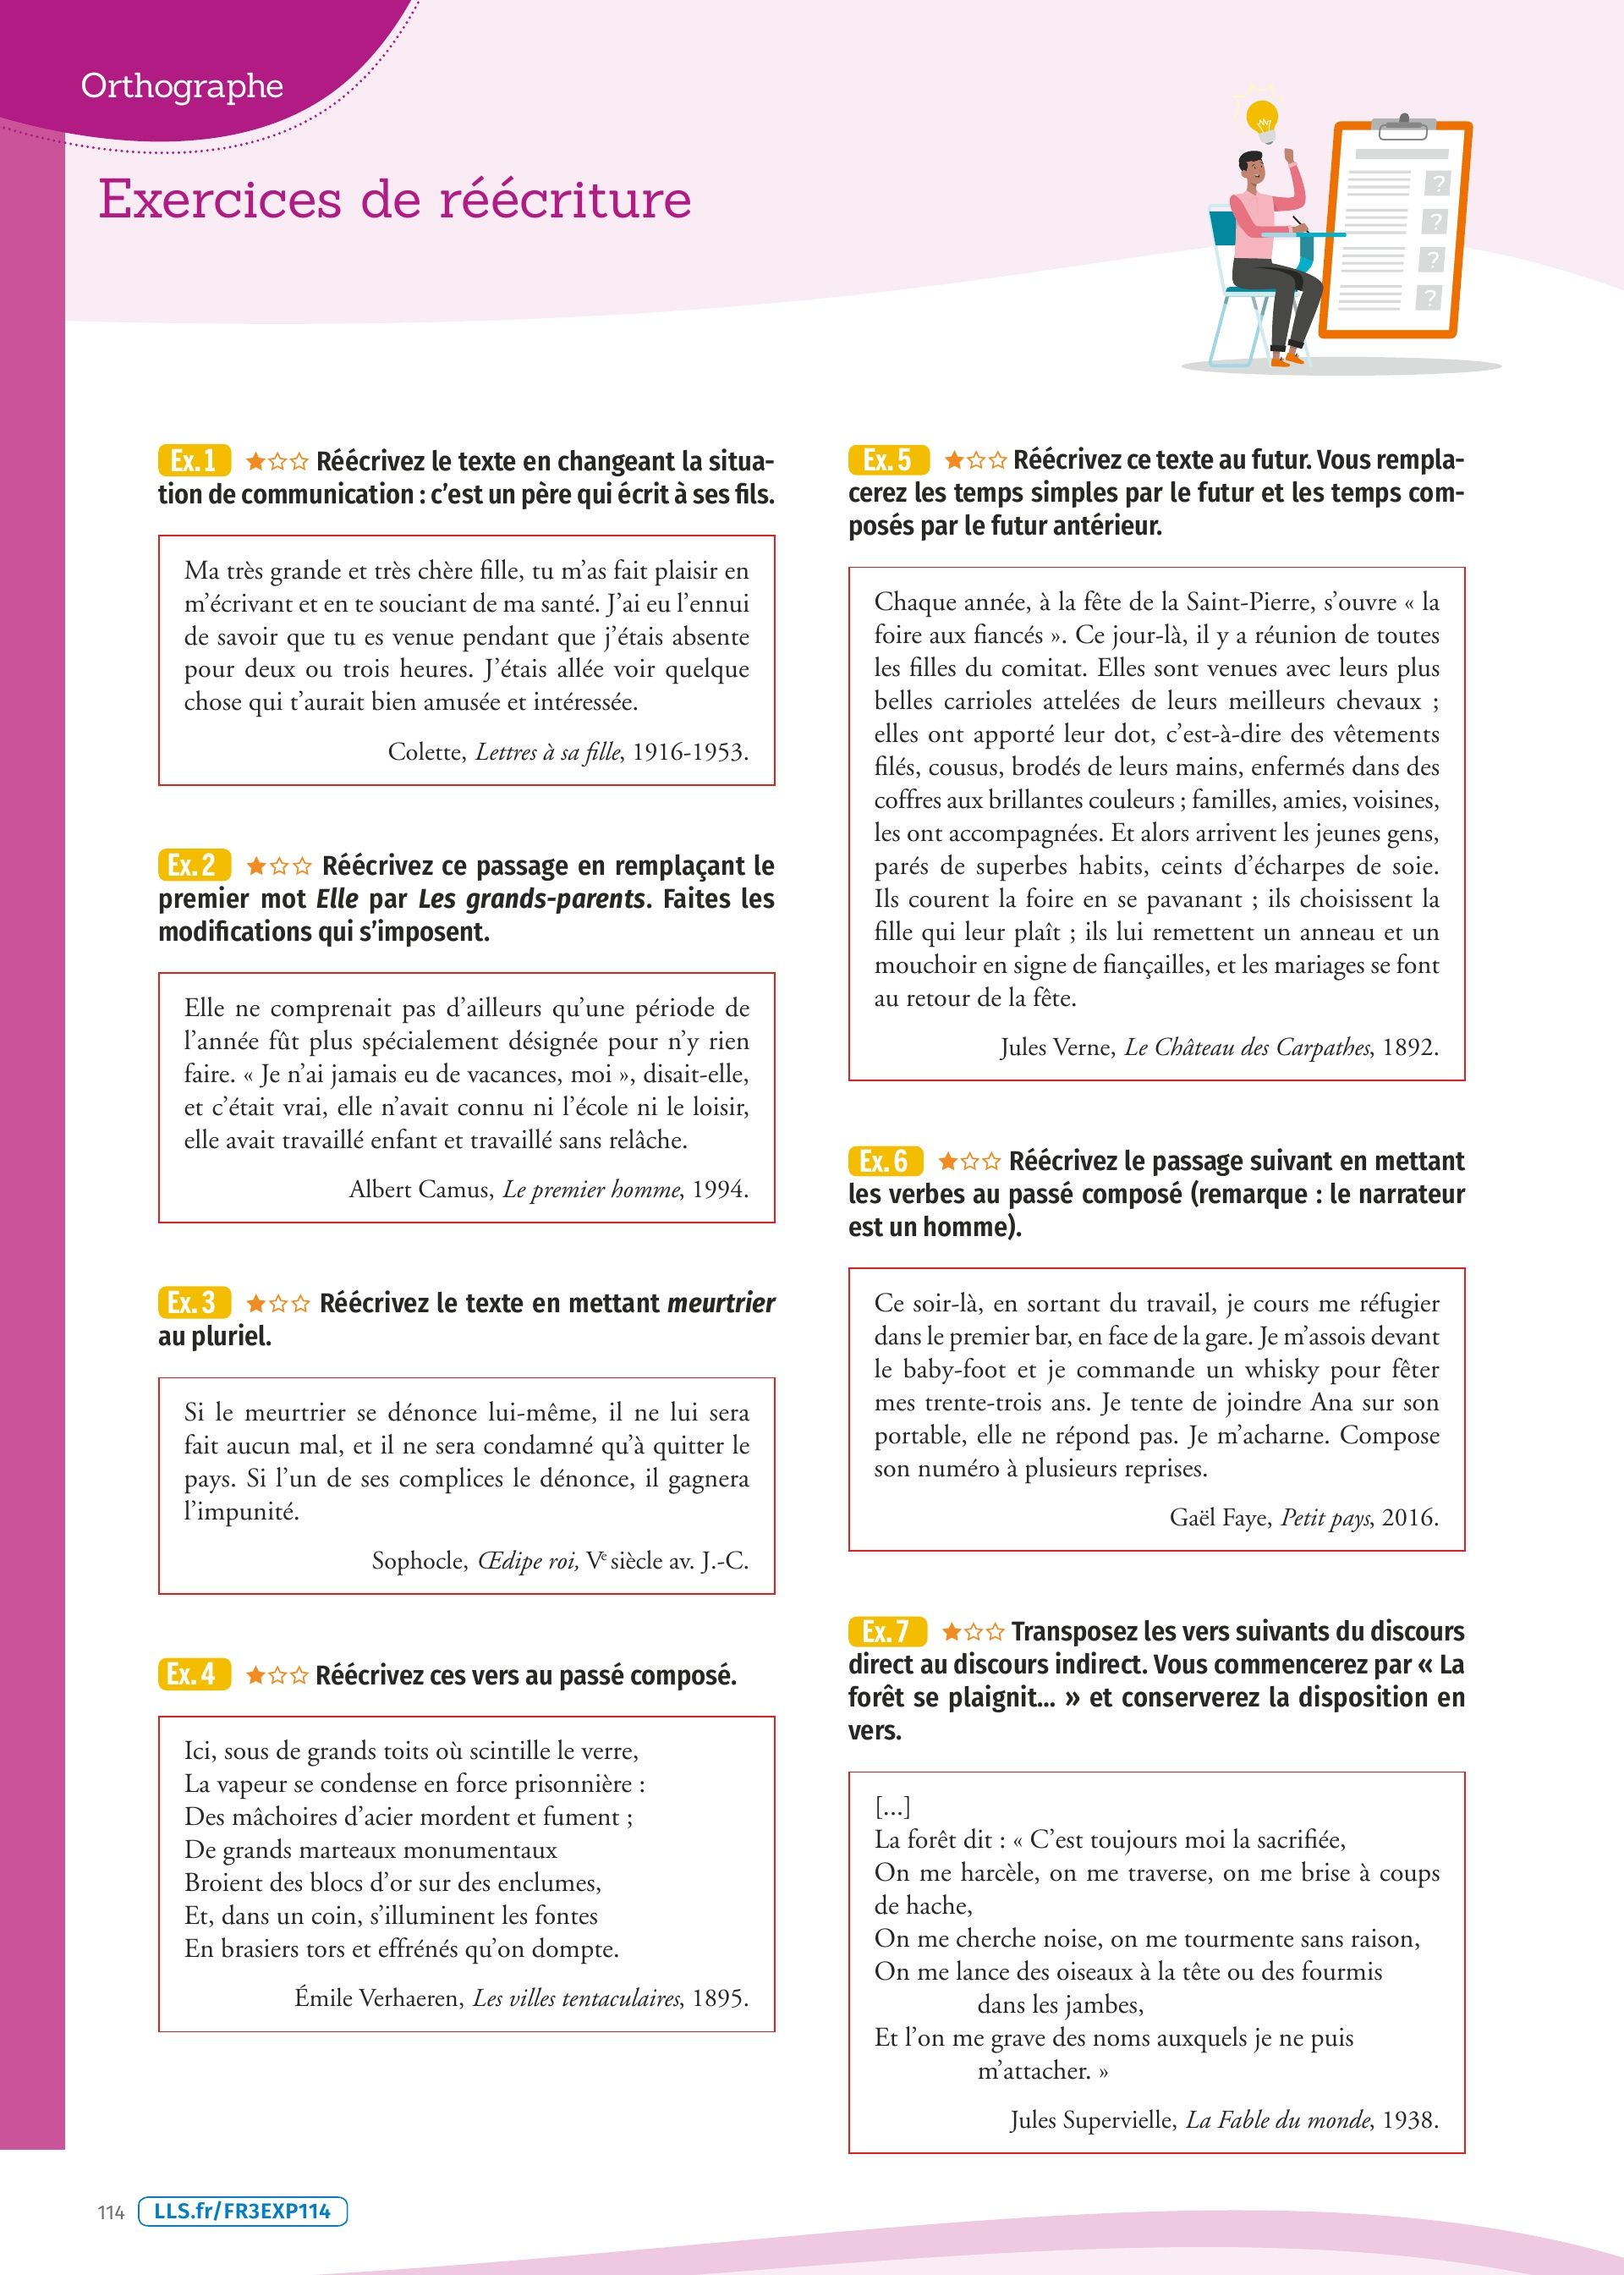 Orthographe
Exercices de réécriture
?
?
?
?
Ex. 1 Réécrivez le texte en changeant la situa-
tion de communication : c’est un père qui écrit à ses fils.
Ma très grande et très chère fille, tu m’as fait plaisir en
m’écrivant et en te souciant de ma santé. J’ai eu l’ennui
de savoir que tu es venue pendant que j’étais absente
pour deux ou trois heures. J’étais allée voir quelque
chose qui t’aurait bien amusée et intéressée.
Colette, Lettres à sa fille, 1916-1953.
Ex. 2 Réécrivez ce passage en remplaçant le
premier mot Elle par Les grands-parents. Faites les
modifications qui s’imposent.
Elle ne comprenait pas d’ailleurs qu’une période de
l’année fût plus spécialement désignée pour n’y rien
faire. « Je n’ai jamais eu de vacances, moi », disait-elle,
et c’était vrai, elle n’avait connu ni l’école ni le loisir,
elle avait travaillé enfant et travaillé sans relâche.
Albert Camus, Le premier homme, 1994.
Ex. 3 Réécrivez le texte en mettant meurtrier
au pluriel.
Si le meurtrier se dénonce lui-même, il ne lui sera
fait aucun mal, et il ne sera condamné qu’à quitter le
pays. Si l’un de ses complices le dénonce, il gagnera
l’impunité.
Sophocle, Œdipe roi, Ve siècle av. J.-C.
Ex. 4 Réécrivez ces vers au passé composé.
Ici, sous de grands toits où scintille le verre,
La vapeur se condense en force prisonnière :
Des mâchoires d’acier mordent et fument ;
De grands marteaux monumentaux
Broient des blocs d’or sur des enclumes,
Et, dans un coin, s’illuminent les fontes
En brasiers tors et effrénés qu’on dompte.
Émile Verhaeren, Les villes tentaculaires, 1895.
Ex. 5 Réécrivez ce texte au futur. Vous rempla-
cerez les temps simples par le futur et les temps com-
posés par le futur antérieur.
Chaque année, à la fête de la Saint-Pierre, s’ouvre « la
foire aux fiancés ». Ce jour-là, il y a réunion de toutes
les filles du comitat. Elles sont venues avec leurs plus
belles carrioles attelées de leurs meilleurs chevaux ;
elles ont apporté leur dot, c’est-à-dire des vêtements
filés, cousus, brodés de leurs mains, enfermés dans des
coffres aux brillantes couleurs ; familles, amies, voisines,
les ont accompagnées. Et alors arrivent les jeunes gens,
parés de superbes habits, ceints d’écharpes de soie.
Ils courent la foire en se pavanant ; ils choisissent la
fille qui leur plaît ; ils lui remettent un anneau et un
mouchoir en signe de fiançailles, et les mariages se font
au retour de la fête.
Jules Verne, Le Château des Carpathes, 1892.
Ex. 6 Réécrivez le passage suivant en mettant
les verbes au passé composé (remarque : le narrateur
est un homme).
Ce soir-là, en sortant du travail, je cours me réfugier
dans le premier bar, en face de la gare. Je m’assois devant
le baby-foot et je commande un whisky pour fêter
mes trente-trois ans. Je tente de joindre Ana sur son
portable, elle ne répond pas. Je m’acharne. Compose
son numéro à plusieurs reprises.
Gaël Faye, Petit pays, 2016.
Ex. 7 Transposez les vers suivants du discours
direct au discours indirect. Vous commencerez par « La
forêt se plaignit... » et conserverez la disposition en
vers.
[...]
La forêt dit : « C’est toujours moi la sacrifiée,
On me harcèle, on me traverse, on me brise à coups
de hache,
On me cherche noise, on me tourmente sans raison,
On me lance des oiseaux à la tête ou des fourmis
dans les jambes,
Et l’on me grave des noms auxquels je ne puis
m’attacher. »
Jules Supervielle, La Fable du monde, 1938.
114 LLS.fr/FR3EXP114